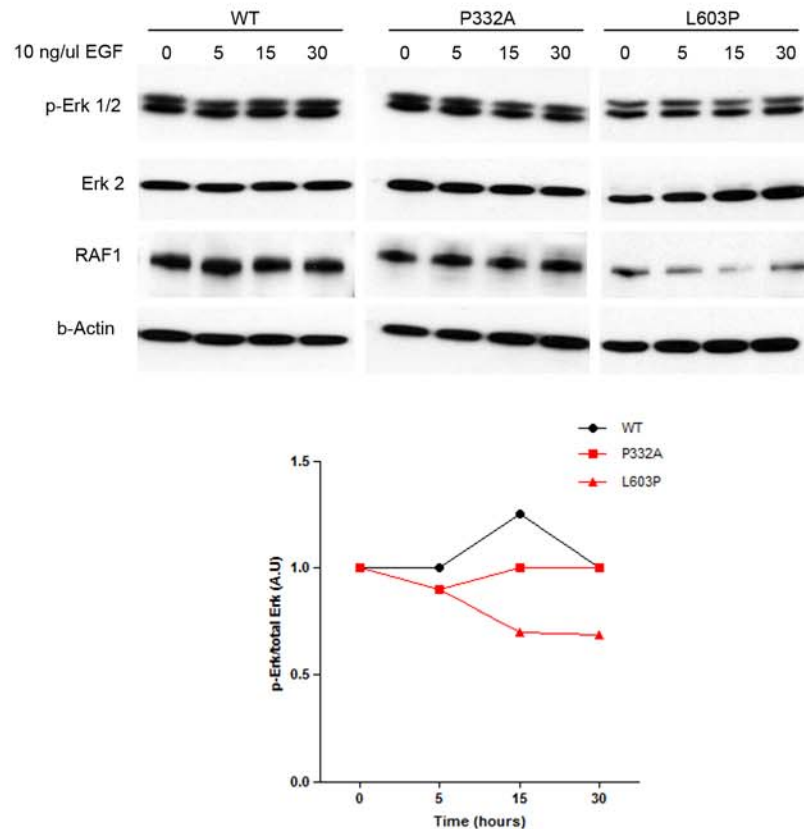 WT P332A L603P
10 ng/ul EGF 0 5 15 30 0 5 15 30 0 5 15 30
p-Erk 1/2
Erk 2
RAF1
b-Actin
WT
P332A
L603P
1.5
1.0
0.5
0.0
p-Erk/total Erk (A.U)
0 5 15 30
Time (hours)